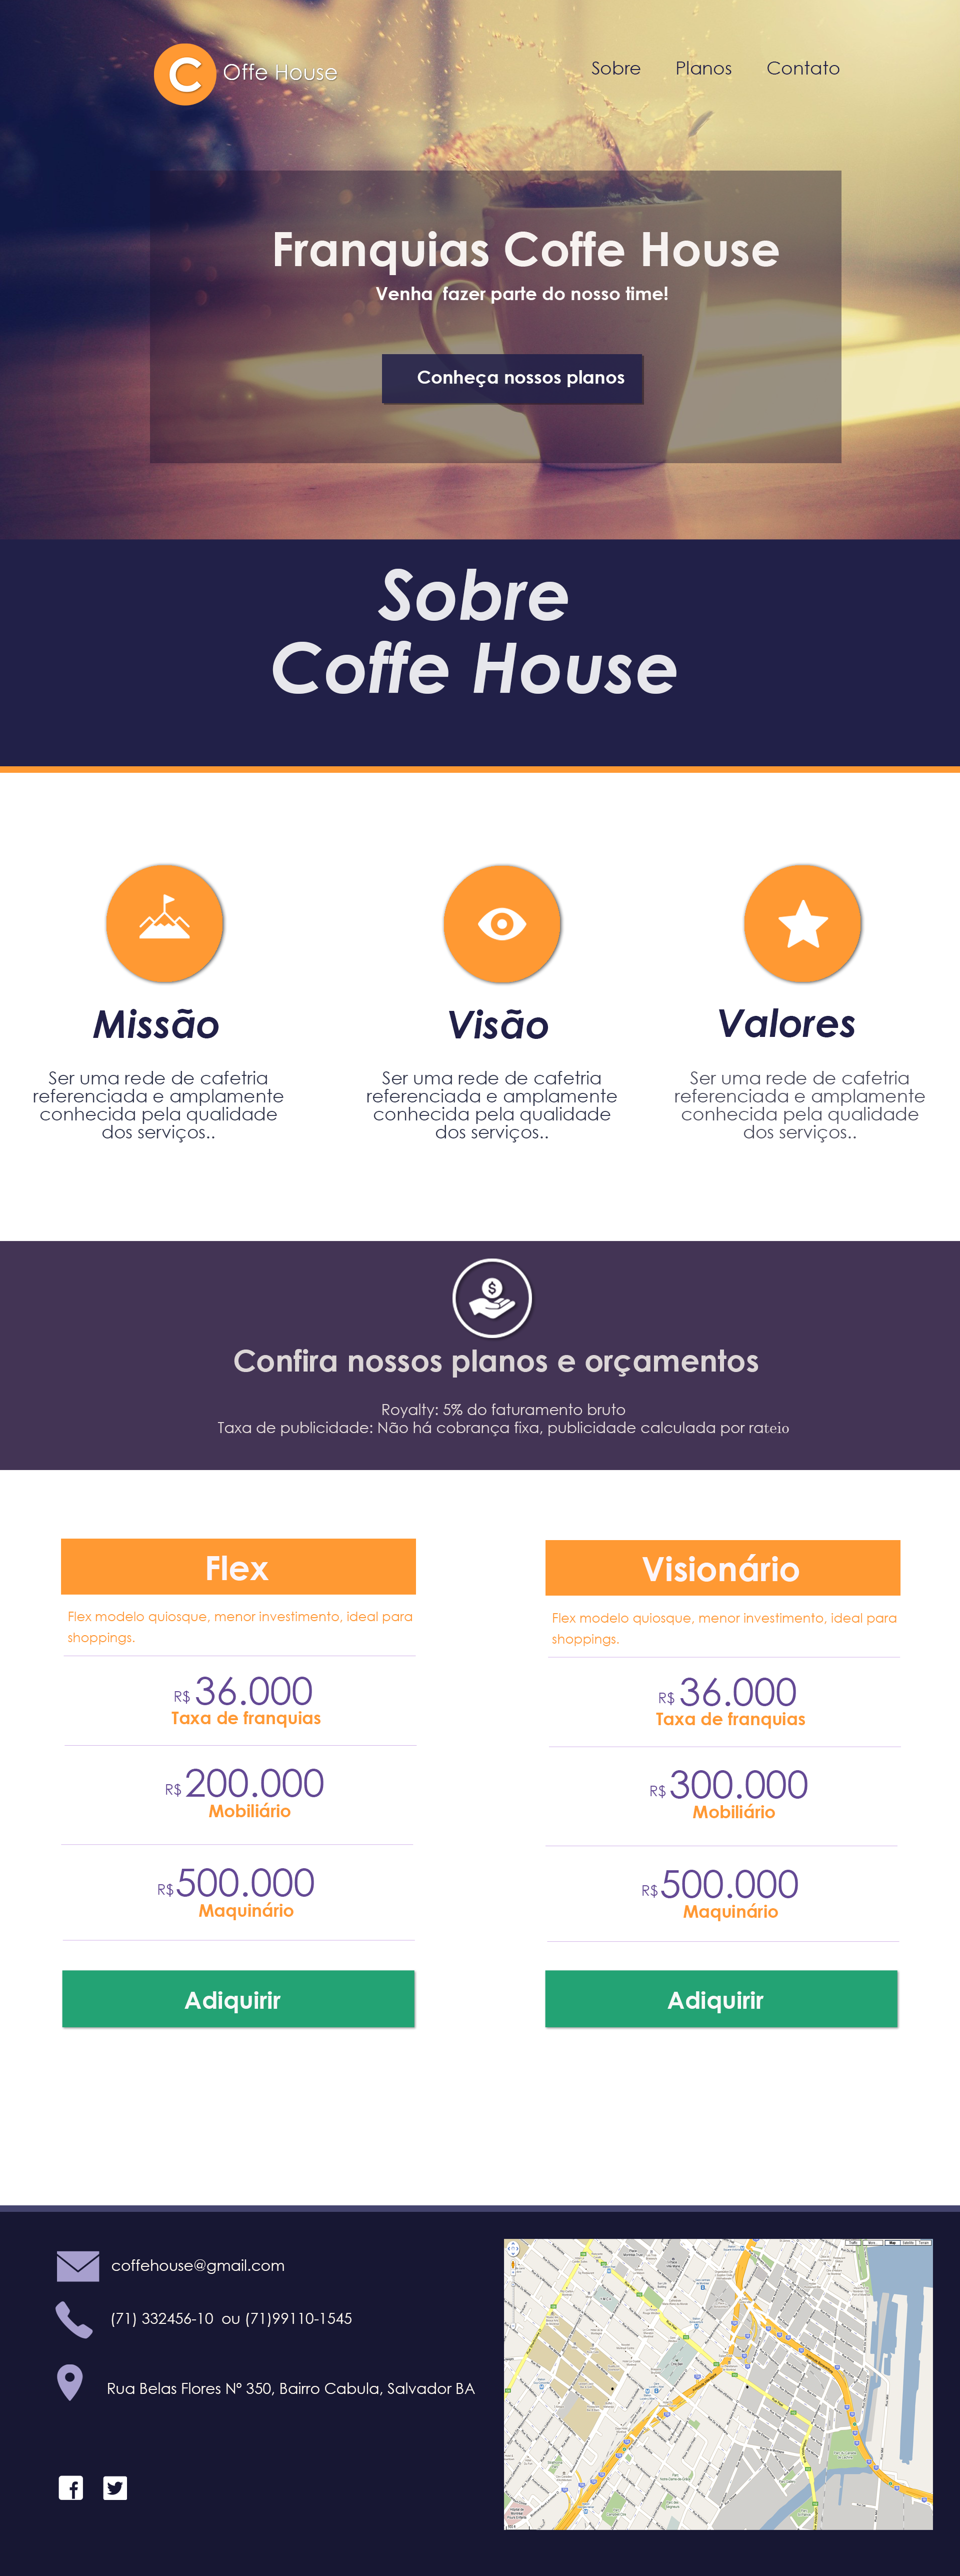 C Offe House
Sobre Planos Contato
Franquias Coffe House
Venha fazer parte do nosso time!
Conheça nossos planos
Sobre
Coffe House
Missão
Ser uma rede de cafetria
referenciada e amplamente
conhecida pela qualidade
dos serviços..
Visão
Ser uma rede de cafetria
referenciada e amplamente
conhecida pela qualidade
dos serviços..
Valores
Ser uma rede de cafetria
referenciada e amplamente
conhecida pela qualidade
dos serviços..
$
Confira nossos planos e orçamentos
Royalty: 5% do faturamento bruto
Taxa de publicidade: Não há cobrança fixa, publicidade calculada por rateio
Flex
Flex modelo quiosque, menor investimento, ideal para
shoppings.
R$ 36.000
Taxa de franquias
R$ 200.000
Mobiliário
R$ 500.000
Maquinário
Adiquirir
Visionário
Flex modelo quiosque, menor investimento, ideal para
shoppings.
R$ 36.000
Taxa de franquias
R$ 300.000
Mobiliário
R$ 500.000
Maquinário
Adiquirir
coffehouse@gmail.com
(71) 332456-10 ou (71)99110-1545
Rua Belas Flores Nº 350, Bairro Cabula, Salvador BA